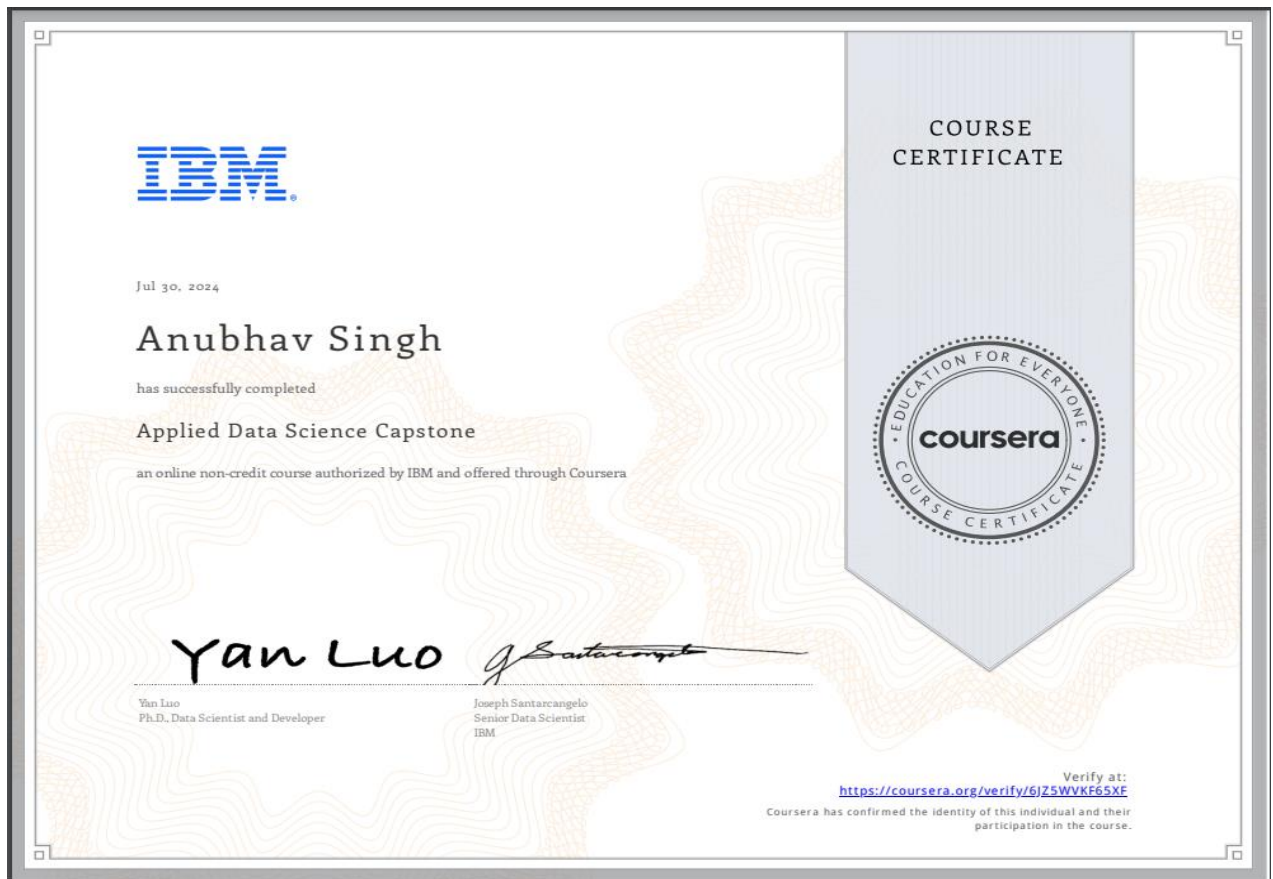 IBM®
Jul 30, 2024
Anubhav Singh
has successfully completed
Applied Data Science Capstone
an online non-credit course authorized by IBM and offered through Coursera
Yan Luo
G Santarcangelo
Yan Luo
Ph.D., Data Scientist and Developer
Joseph Santarcangelo
Senior Data Scientist
IBM
COURSE
CERTIFICATE
EDUCATION FOR EVERYONE
coursera
COURSE CERTIFICATE
Verify at:
https://coursera.org/verify/6JZ5WVKF65XF
Coursera has confirmed the identity of this individual and their
participation in the course.